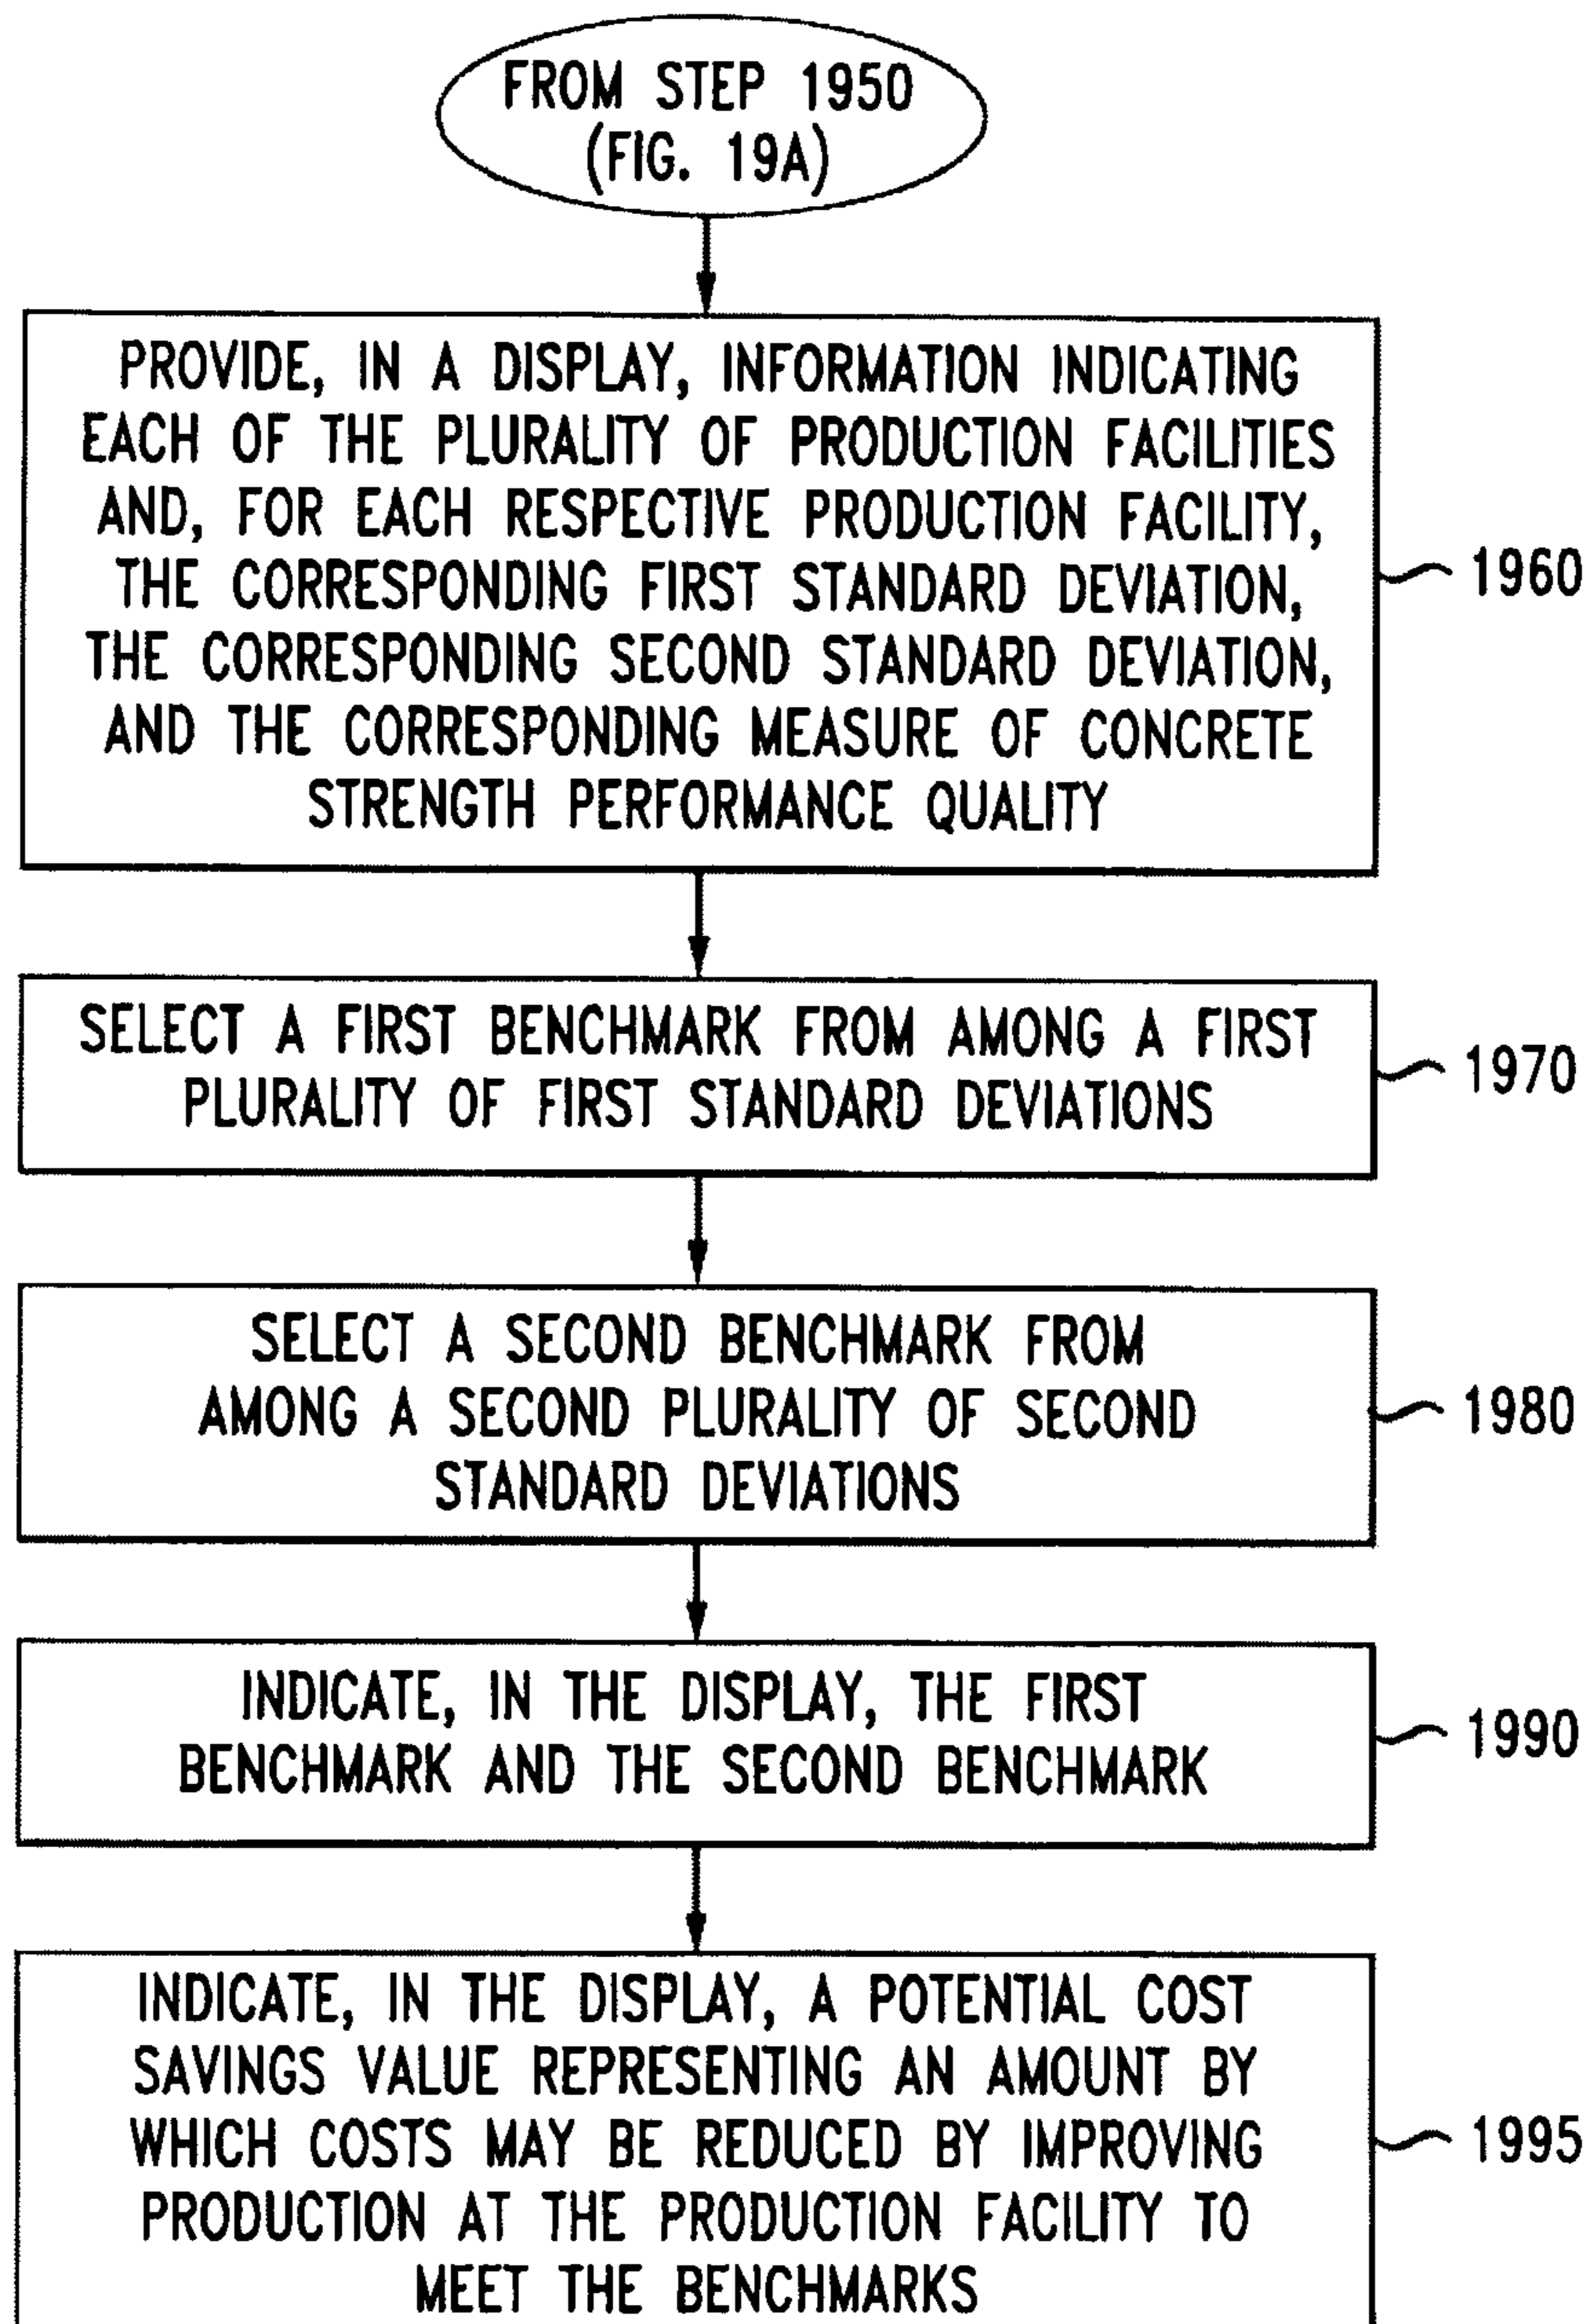 FROM STEP 1950
(FIG. 19A)
PROVIDE, IN A DISPLAY, INFORMATION INDICATING
EACH OF THE PLURALITY OF PRODUCTION FACILITIES
AND, FOR EACH RESPECTIVE PRODUCTION FACILITY,
THE CORRESPONDING FIRST STANDARD DEVIATION,
THE CORRESPONDING SECOND STANDARD DEVIATION,
AND THE CORRESPONDING MEASURE OF CONCRETE
STRENGTH PERFORMANCE QUALITY
1960
SELECT A FIRST BENCHMARK FROM AMONG A FIRST
PLURALITY OF FIRST STANDARD DEVIATIONS
1970
SELECT A SECOND BENCHMARK FROM
AMONG A SECOND PLURALITY OF SECOND
STANDARD DEVIATIONS
1980
INDICATE, IN THE DISPLAY, THE FIRST
BENCHMARK AND THE SECOND BENCHMARK
1990
INDICATE, IN THE DISPLAY, A POTENTIAL COST
SAVINGS VALUE REPRESENTING AN AMOUNT BY
WHICH COSTS MAY BE REDUCED BY IMPROVING
PRODUCTION AT THE PRODUCTION FACILITY TO
MEET THE BENCHMARKS
1995